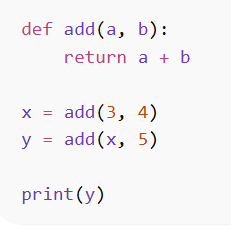 def add(a, b):
    return a + b

x = add(3, 4)
y = add(x, 5)

print(y)